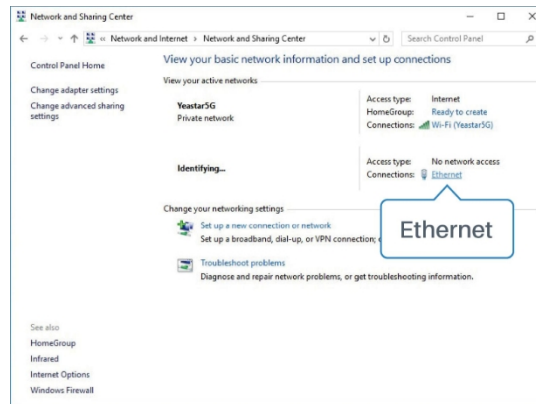 Network and Sharing Center
« Network and Internet > Network and Sharing Center
Search Control Panel
Control Panel Home
Change adapter settings
Change advanced sharing
settings
View your basic network information and set up connections
View your active networks
Yeastar5G
Private network
Access type: Internet
HomeGroup: Ready to create
Connections: Wi-Fi (Yeastar5G)
Identifying...
Access type: No network access
Connections: Ethernet
Ethernet
Change your networking settings
Set up a new connection or network
Set up a broadband, dial-up, or VPN connection;
Troubleshoot problems
Diagnose and repair network problems, or get troubleshooting information.
See also
HomeGroup
Infrared
Internet Options
Windows Firewall